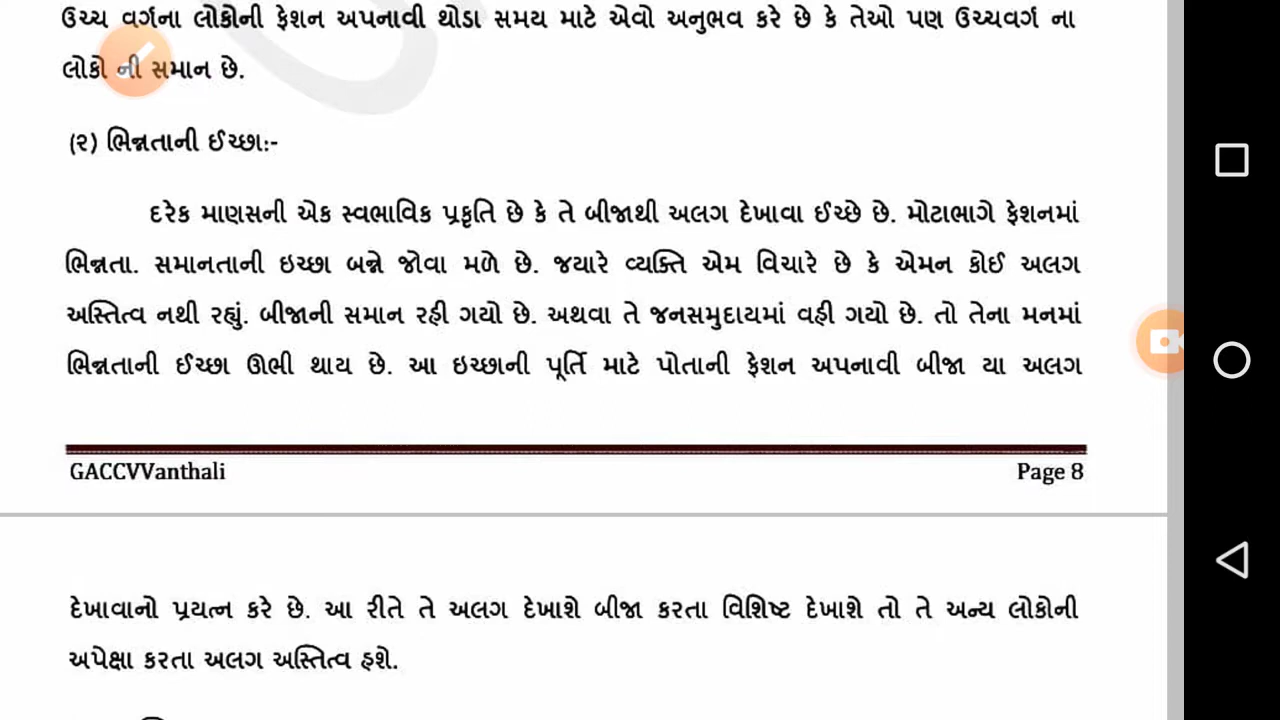 ઉચ્ચ વર્ગના લોકોની ફેશન અપનાવી થોડા સમય માટે એવો અનુભવ કરે છે કે તેઓ પણ ઉચ્ચવર્ગ ના
લોકો ની સમાન છે.
(૨) ભિન્નતાની ઈચ્છા:-
દરેક માણસની એક સ્વભાવિક પ્રકૃતિ છે કે તે બીજાથી અલગ દેખાવા ઈચ્છે છે. મોટાભાગે ફેશનમાં
ભિન્નતા. સમાનતાની ઇચ્છા બન્ને જોવા મળે છે. જયારે વ્યક્તિ એમ વિચારે છે કે એમન કોઈ અલગ
અસ્તિત્વ નથી રહ્યું. બીજાની સમાન રહી ગયો છે. અથવા તે જનસમુદાયમાં વહી ગયો છે. તો તેના મનમાં
ભિન્નતાની ઈચ્છા ઊભી થાય છે. આ ઇચ્છાની પૂર્તિ માટે પોતાની ફેશન અપનાવી બીજા યા અલગ
GACCVVanthali Page 8
દેખાવાનો પ્રયત્ન કરે છે. આ રીતે તે અલગ દેખાશે બીજા કરતા વિશિષ્ટ દેખાશે તો તે અન્ય લોકોની
અપેક્ષા કરતા અલગ અસ્તિત્વ હશે.